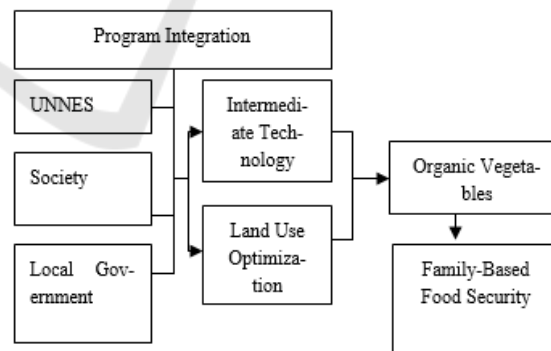 Program Integration
UNNES
Society
Local Gov-
ernment
Intermedi-
ate Tech-
nology
Land Use
Optimiza-
tion
Organic Vegeta-
bles
Family-Based
Food Security